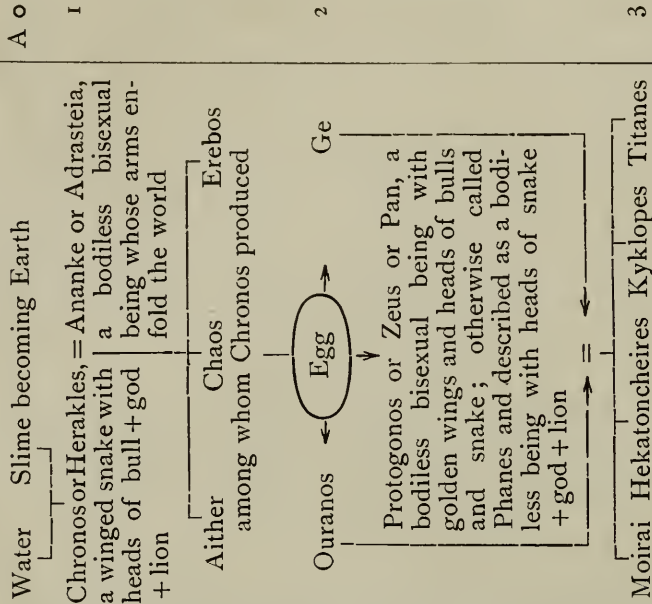 A 0
Water Slime becoming Earth
1
Chronos or Herakles, = Ananke or Adrasteia,
a winged snake with a bodiless bisexual
heads of bull + god being whose arms en-
+ lion fold the world
Aither Chaos Erebos
among whom Chronos produced
2
Ouranos Egg Ge
Protogonos or Zeus or Pan, a
bodiless bisexual being with
golden wings and heads of bulls
and snake; otherwise called
Phanes and described as a bodi-
less being with heads of snake
+ god + lion
=
3
Moirai Hekatoncheires Kyklopes Titanes